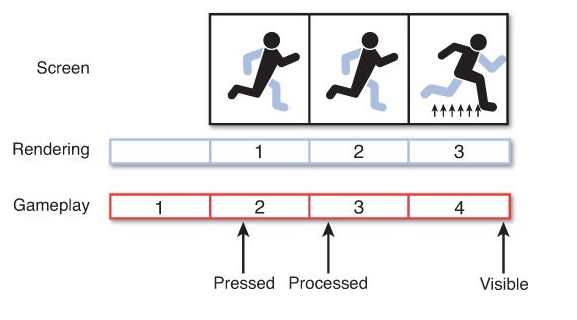 Screen
Rendering 1 2 3
Gameplay 1 2 3 4
Pressed Processed Visible